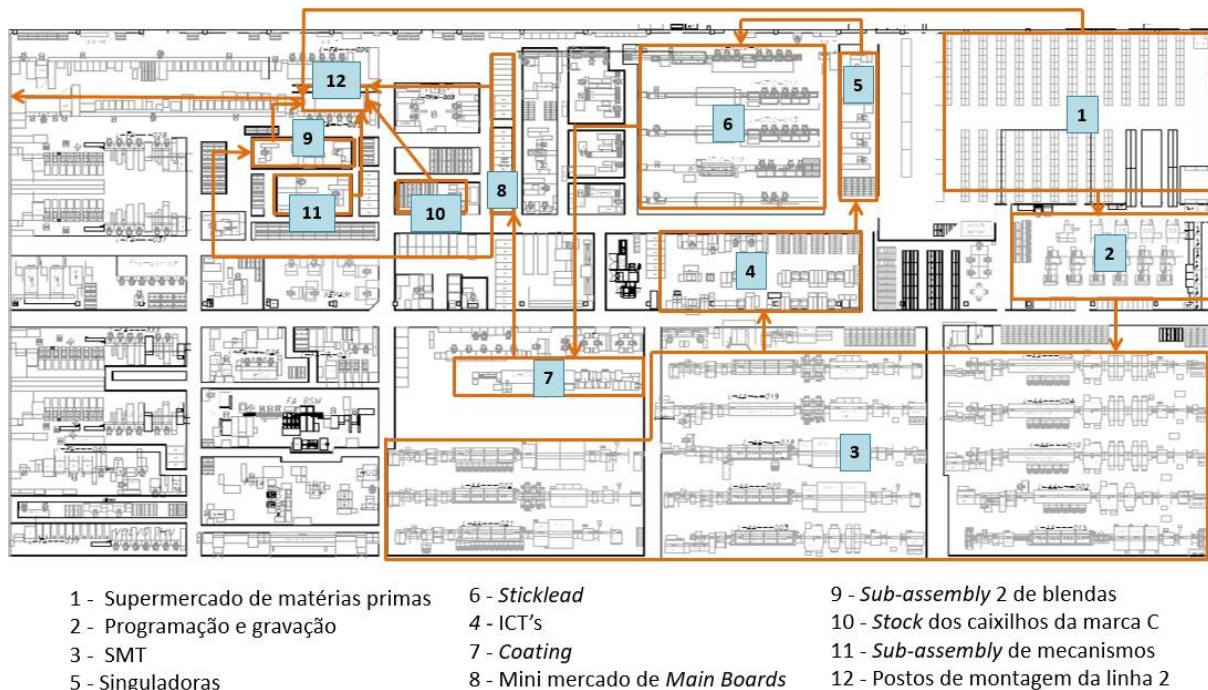 12
5
1
6
9
8
11
10
2
4
7
3
1 - Supermercado de matérias primas
2 - Programação e gravação
3 - SMT
5 - Singuladoras
6 - Sticklead
4 - ICT's
7 - Coating
8 - Mini mercado de Main Boards
9 - Sub-assembly 2 de blendas
10 - Stock dos caixilhos da marca C
11 - Sub-assembly de mecanismos
12 - Postos de montagem da linha 2